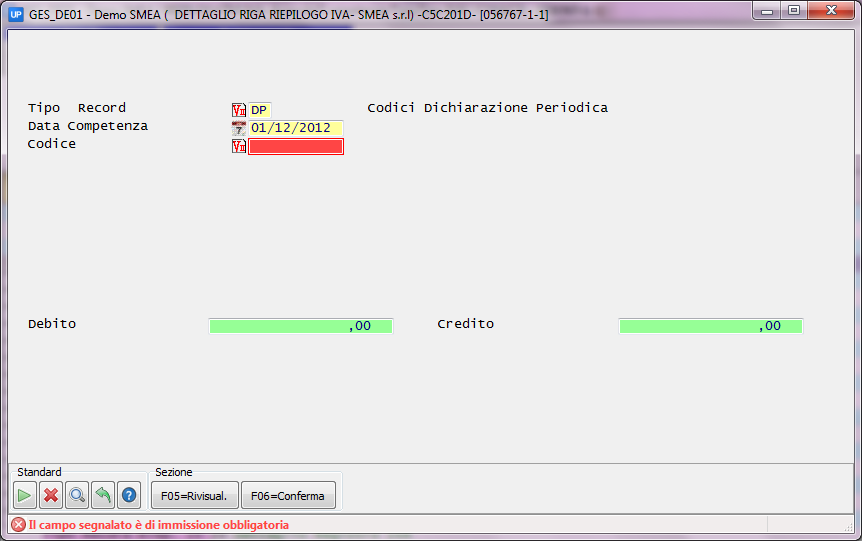 UP GES_DE01 - Demo SMEA ( DETTAGLIO RIGA RIEPILOGO IVA- SMEA s.r.l) -C5C201D- [056767-1-1]
Tipo Record DP Codici Dichiarazione Periodica
Data Competenza 7 01/12/2012
Codice
Debito ,00 Credito ,00
Standard Sezione
? F05=Rivisual. F06=Conferma
Il campo segnalato è di immissione obbligatoria